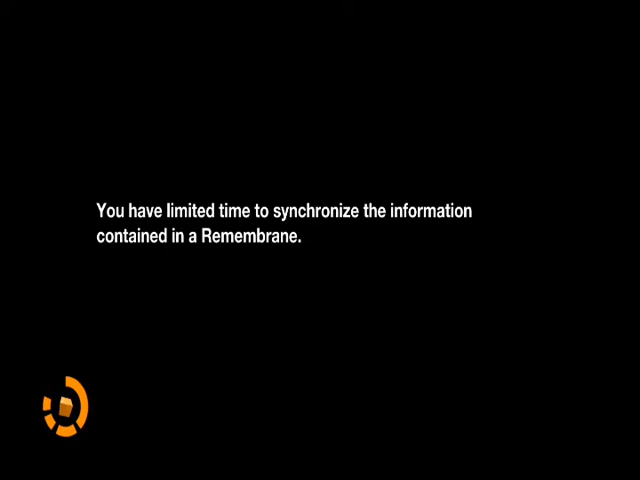 You have limited time to synchronize the information
contained in a Remembrane.